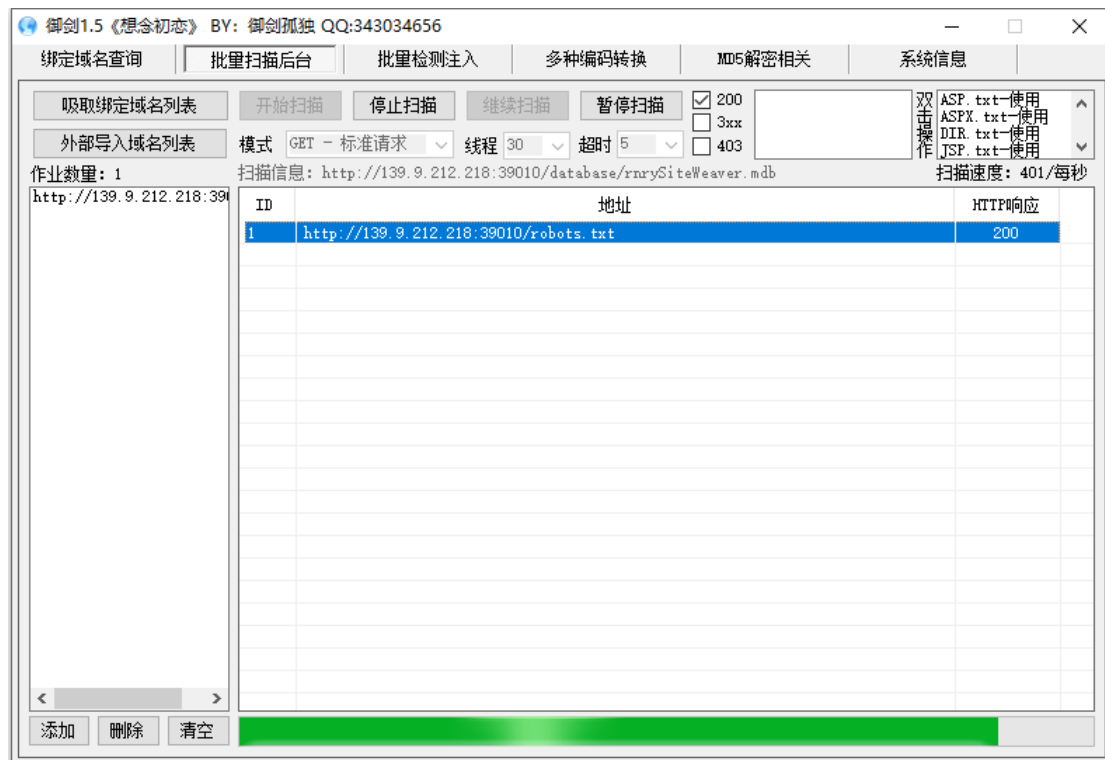 御剑1.5《想念初恋》 BY: 御剑孤独 QQ:343034656
绑定域名查询 批量扫描后台 批量检测注入 多种编码转换 MD5解密相关 系统信息
吸取绑定域名列表 开始扫描 停止扫描 继续扫描 暂停扫描 200
3xx
403
外部导入域名列表 模式 GET - 标准请求 线程 30 超时 5
双击操作
ASP.txt—使用
ASPX.txt—使用
DIR.txt—使用
JSP.txt—使用
作业数量: 1 扫描信息: http://139.9.212.218:39010/database/rnrySiteWeaver.mdb 扫描速度: 401/每秒
http://139.9.212.218:390
ID 地址 HTTP响应
1 http://139.9.212.218:39010/robots.txt 200
添加 删除 清空